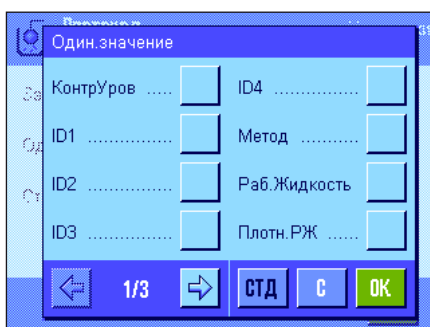 Один.значение
КонтрУров ..... ID4 ................
ID1 ................ Метод ...........
ID2 ................ Раб.Жидкость
ID3 ................ Плотн.РЖ ......
1/3 СТД C OK